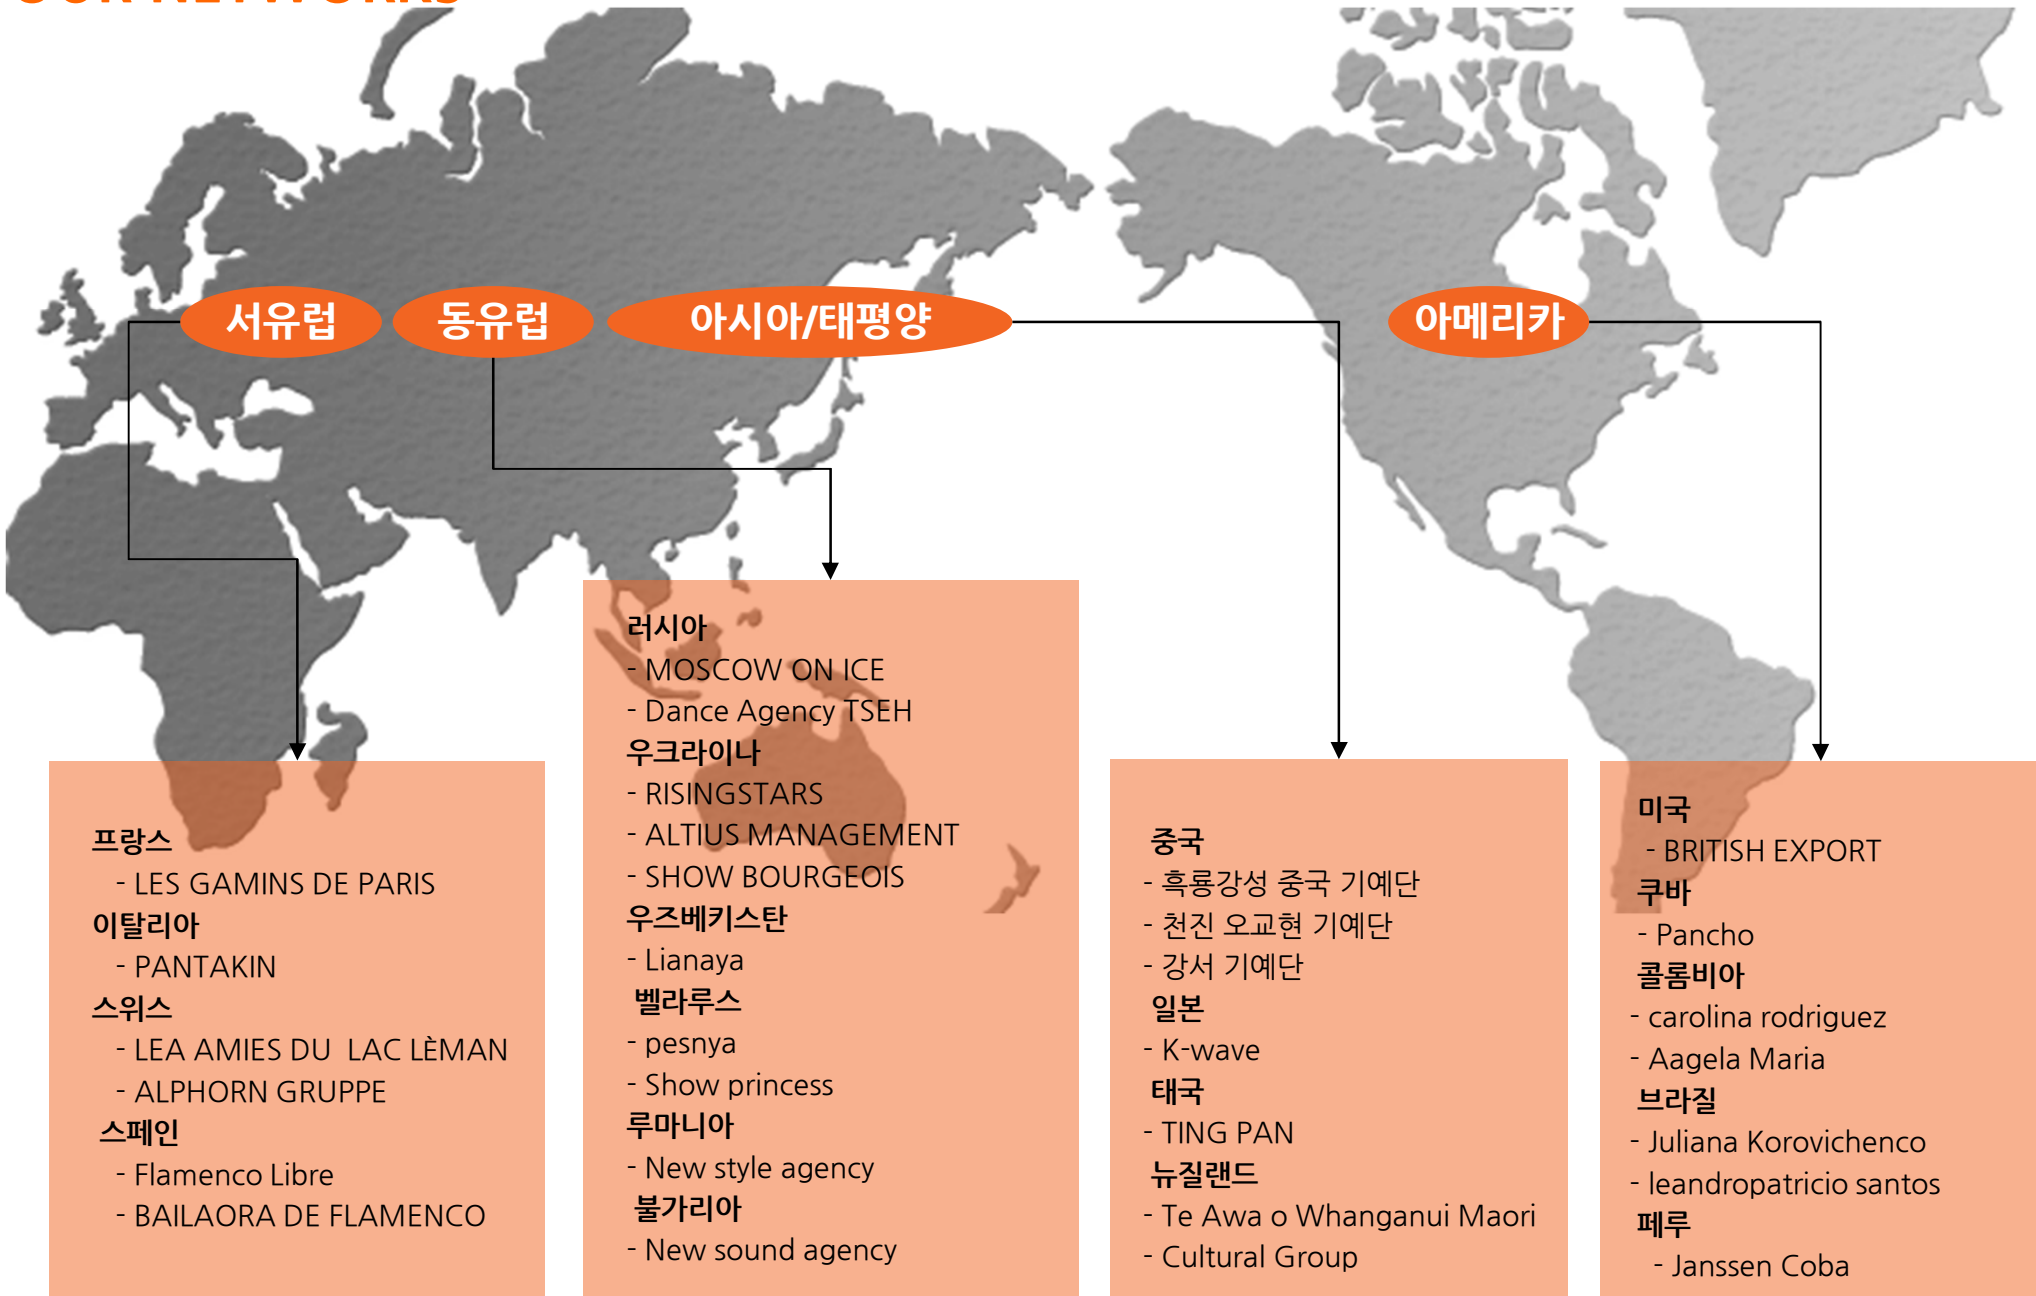 OUR NETWORKS
서유럽
동유럽
아시아/태평양
아메리카
프랑스
- LES GAMINS DE PARIS
이탈리아
- PANTAKIN
스위스
- LEA AMIES DU LAC LÈMAN
- ALPHORN GRUPPE
스페인
- Flamenco Libre
- BAILAORA DE FLAMENCO
러시아
- MOSCOW ON ICE
- Dance Agency TSEH
우크라이나
- RISINGSTARS
- ALTIUS MANAGEMENT
- SHOW BOURGEOIS
우즈베키스탄
- Lianaya
벨라루스
- pesnya
- Show princess
루마니아
- New style agency
불가리아
- New sound agency
중국
- 흑룡강성 중국 기예단
- 천진 오교현 기예단
- 강서 기예단
일본
- K-wave
태국
- TING PAN
뉴질랜드
- Te Awa o Whanganui Maori
- Cultural Group
미국
- BRITISH EXPORT
쿠바
- Pancho
콜롬비아
- carolina rodriguez
- Aagela Maria
브라질
- Juliana Korovichenco
- leandropatricio santos
페루
- Janssen Coba